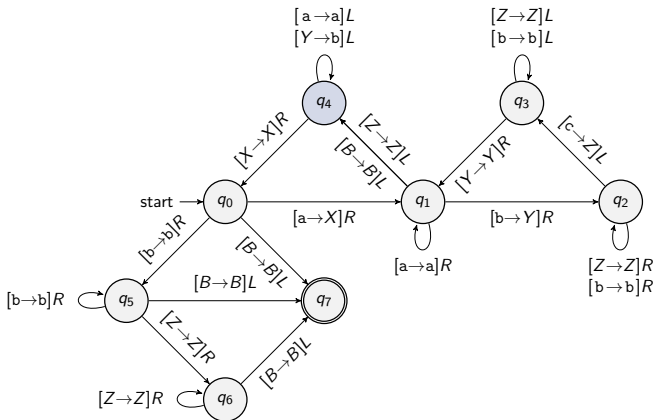 [a→a]L
[Y→b]L
[Z→Z]L
[b→b]L
q4
q3
[X→X]R
[Z→Z]L
[B→B]L
[Y→Y]R
[c→Z]L
start
q0
q1
q2
[a→X]R
[b→Y]R
[b→b]R
[B→B]L
[a→a]R
[Z→Z]R
[b→b]R
[b→b]R
q5
[B→B]L
q7
[Z→Z]R
[B→B]L
[Z→Z]R
q6